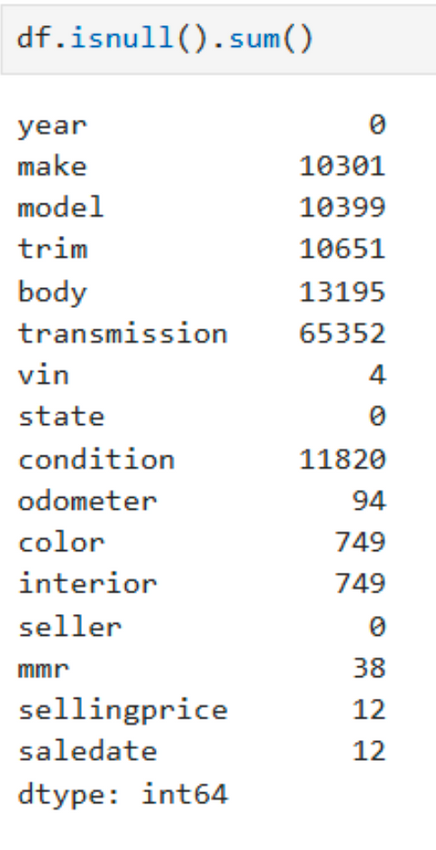 df.isnull().sum()
year 0
make 10301
model 10399
trim 10651
body 13195
transmission 65352
vin 4
state 0
condition 11820
odometer 94
color 749
interior 749
seller 0
mmr 38
sellingprice 12
saledate 12
dtype: int64